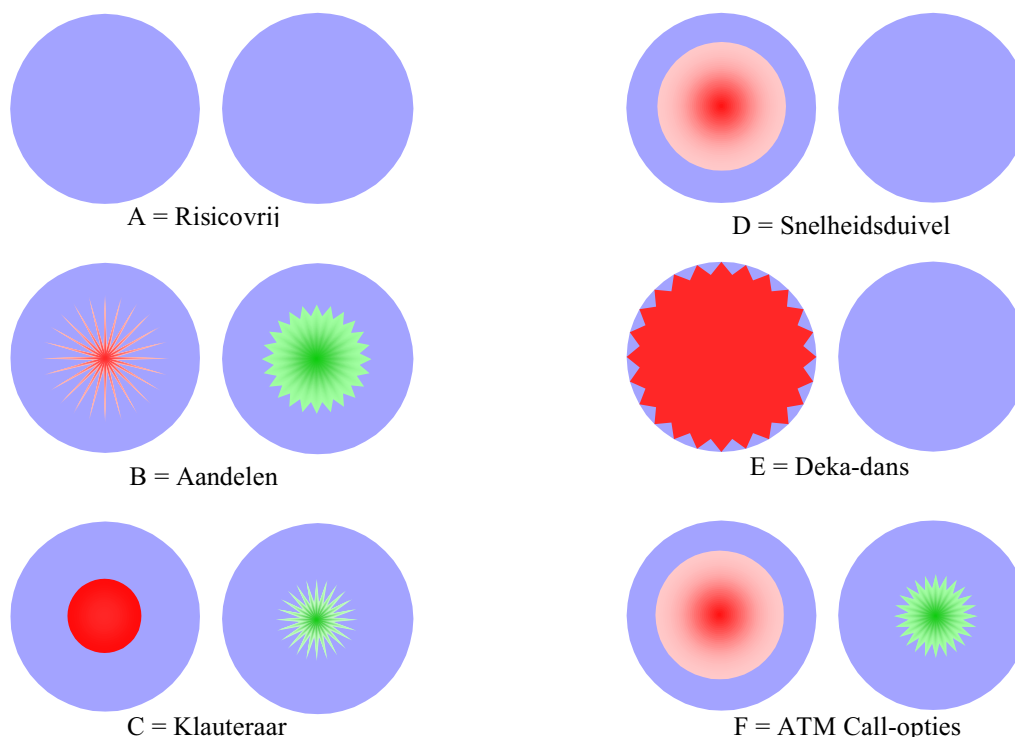 A = Risicovrij
D = Snelheidsduivel
B = Aandelen
E = Deka-dans
C = Klauteraar
F = ATM Call-opties